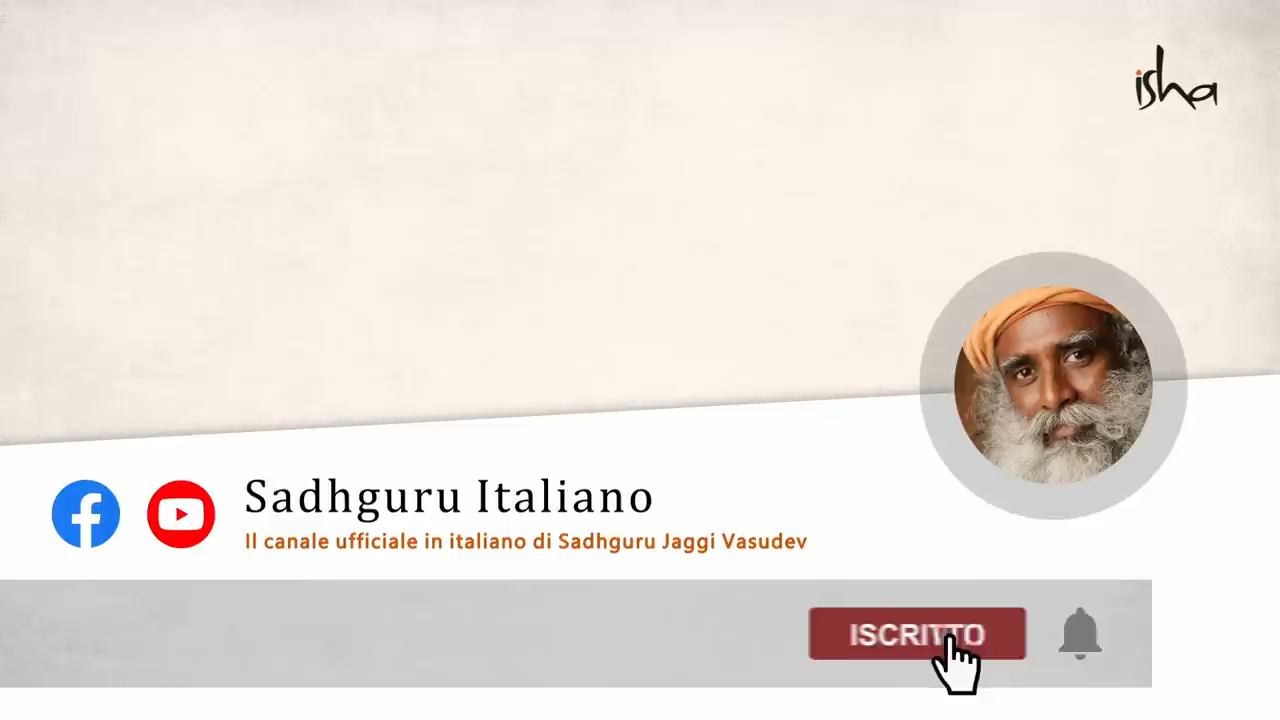 isha
Sadhguru Italiano
Il canale ufficiale in italiano di Sadhguru Jaggi Vasudev
ISCRITTO